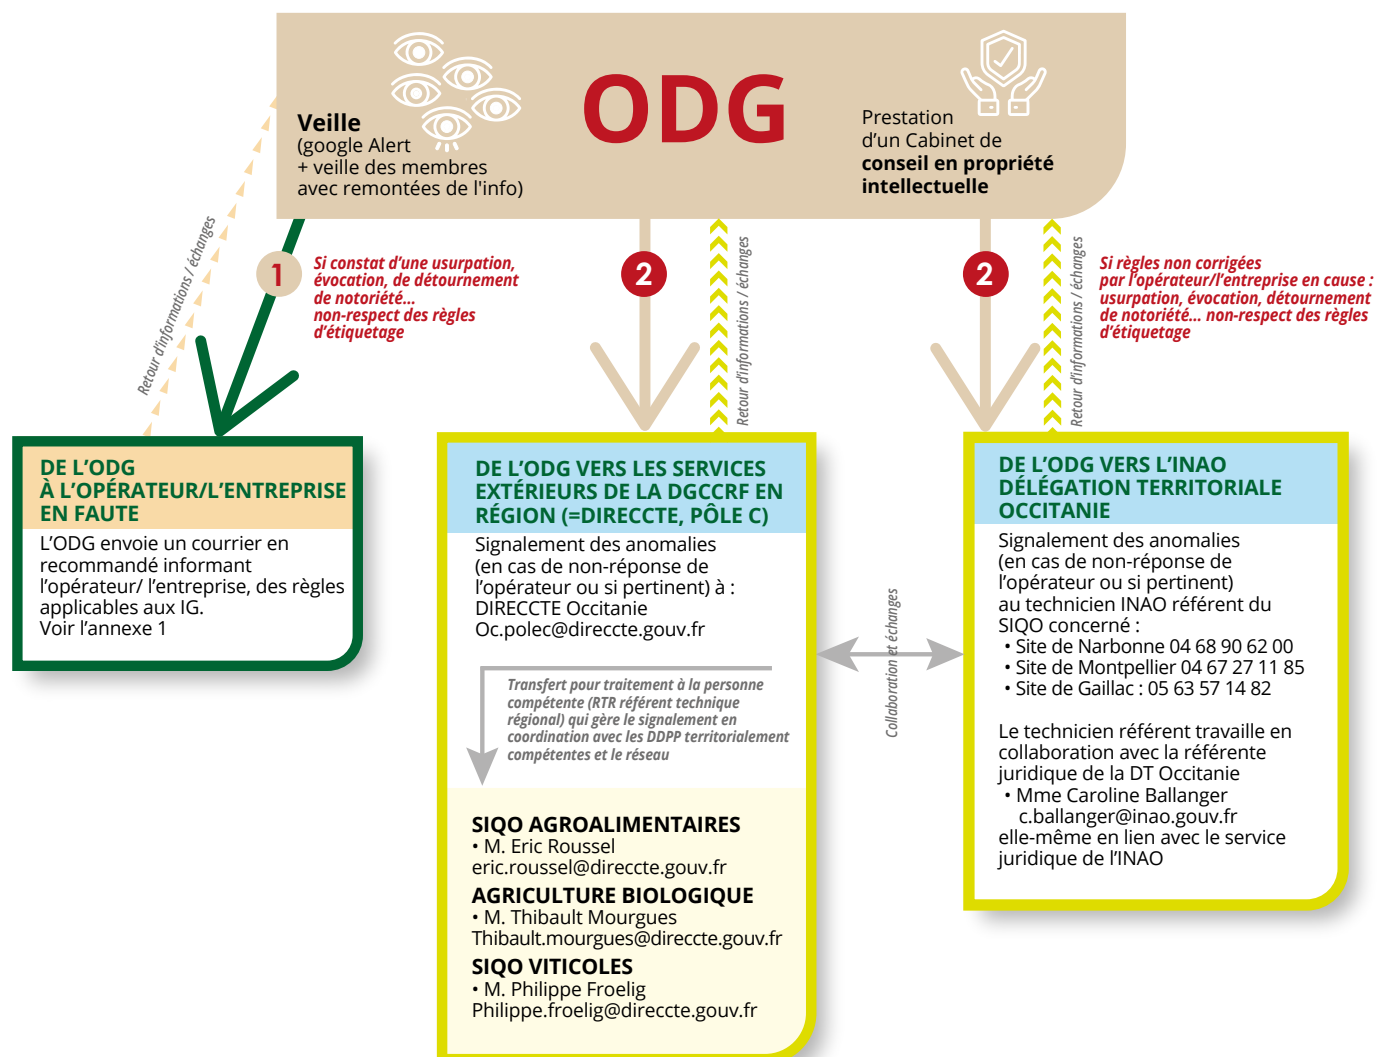 ODG
Veille
(google Alert
+ veille des membres
avec remontées de l'info)
Prestation
d'un Cabinet de
conseil en propriété
intellectuelle
Retour d'informations / échanges
1
Si constat d'une usurpation,
évocation, de détournement
de notoriété...
non-respect des règles
d'étiquetage
2
Retour d'informations / échanges
2
Retour d'informations / échanges
Si règles non corrigées
par l'opérateur/l'entreprise en cause :
usurpation, évocation, détournement
de notoriété... non-respect des règles
d'étiquetage
DE L'ODG
À L'OPÉRATEUR/L'ENTREPRISE
EN FAUTE
L'ODG envoie un courrier en
recommandé informant
l'opérateur/ l'entreprise, des règles
applicables aux IG.
Voir l'annexe 1
DE L'ODG VERS LES SERVICES
EXTÉRIEURS DE LA DGCCRF EN
RÉGION (=DIRECCTE, PÔLE C)
Signalement des anomalies
(en cas de non-réponse de
l'opérateur ou si pertinent) à :
DIRECCTE Occitanie
Oc.polec@direccte.gouv.fr
Transfert pour traitement à la personne
compétente (RTR référent technique
régional) qui gère le signalement en
coordination avec les DDPP territorialement
compétentes et le réseau
SIQO AGROALIMENTAIRES
• M. Eric Roussel
eric.roussel@direccte.gouv.fr
AGRICULTURE BIOLOGIQUE
• M. Thibault Mourgues
Thibault.mourgues@direccte.gouv.fr
SIQO VITICOLES
• M. Philippe Froelig
Philippe.froelig@direccte.gouv.fr
Collaboration et échanges
DE L'ODG VERS L'INAO
DÉLÉGATION TERRITORIALE
OCCITANIE
Signalement des anomalies
(en cas de non-réponse de
l'opérateur ou si pertinent)
au technicien INAO référent du
SIQO concerné :
• Site de Narbonne 04 68 90 62 00
• Site de Montpellier 04 67 27 11 85
• Site de Gaillac : 05 63 57 14 82
Le technicien référent travaille en
collaboration avec la référente
juridique de la DT Occitanie
• Mme Caroline Ballanger
c.ballanger@inao.gouv.fr
elle-même en lien avec le service
juridique de l'INAO